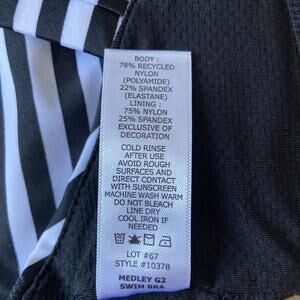 BODY :
78% RECYCLED
NYLON
(POLYAMIDE)
22% SPANDEX
(ELASTANE)
LINING :
75% NYLON
25% SPANDEX
EXCLUSIVE OF
DECORATION
COLD RINSE
AFTER USE
AVOID ROUGH
SURFACES AND
DIRECT CONTACT
WITH SUNSCREEN
MACHINE WASH WARM
DO NOT BLEACH
LINE DRY
COOL IRON IF
NEEDED
LOT #67
STYLE #10378
MEDLEY G2
SWIM BRA